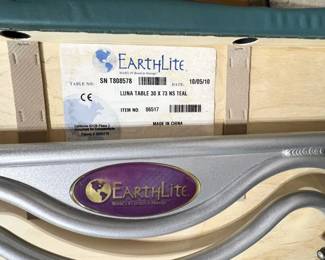 EARTHLITE
TABLE NO. SN T808578 DATE: 10/05/10
LUNA TABLE 30 X 73 NS TEAL
ITEM NO. 06517
CE
MADE IN CHINA
EARTHLITE